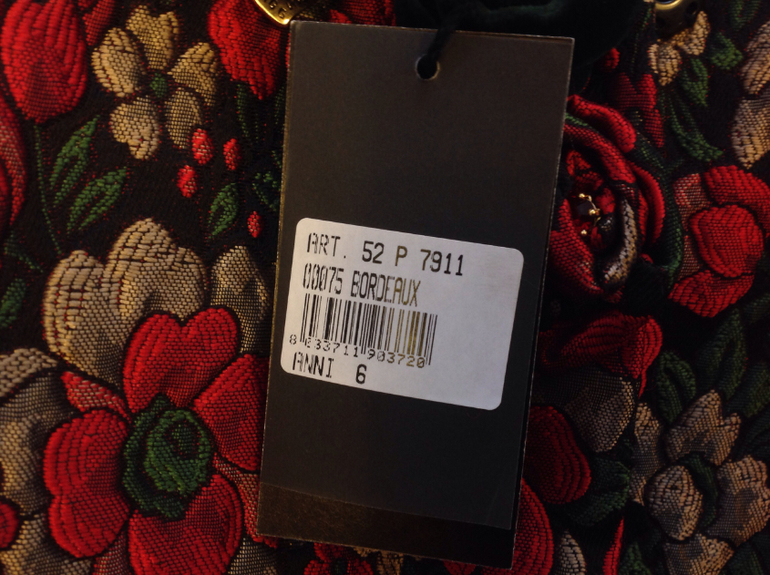 ART. 52 P 7911
00075 BORDEAUX
8 033711 903720
ANNI 6